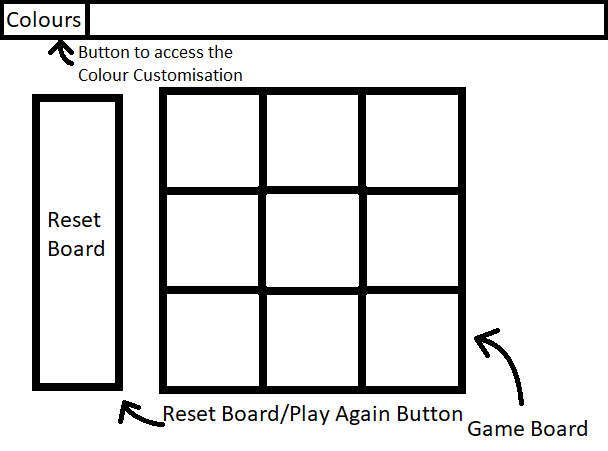 Colours
Button to access the
Colour Customisation
Reset
Board
Reset Board/Play Again Button
Game Board